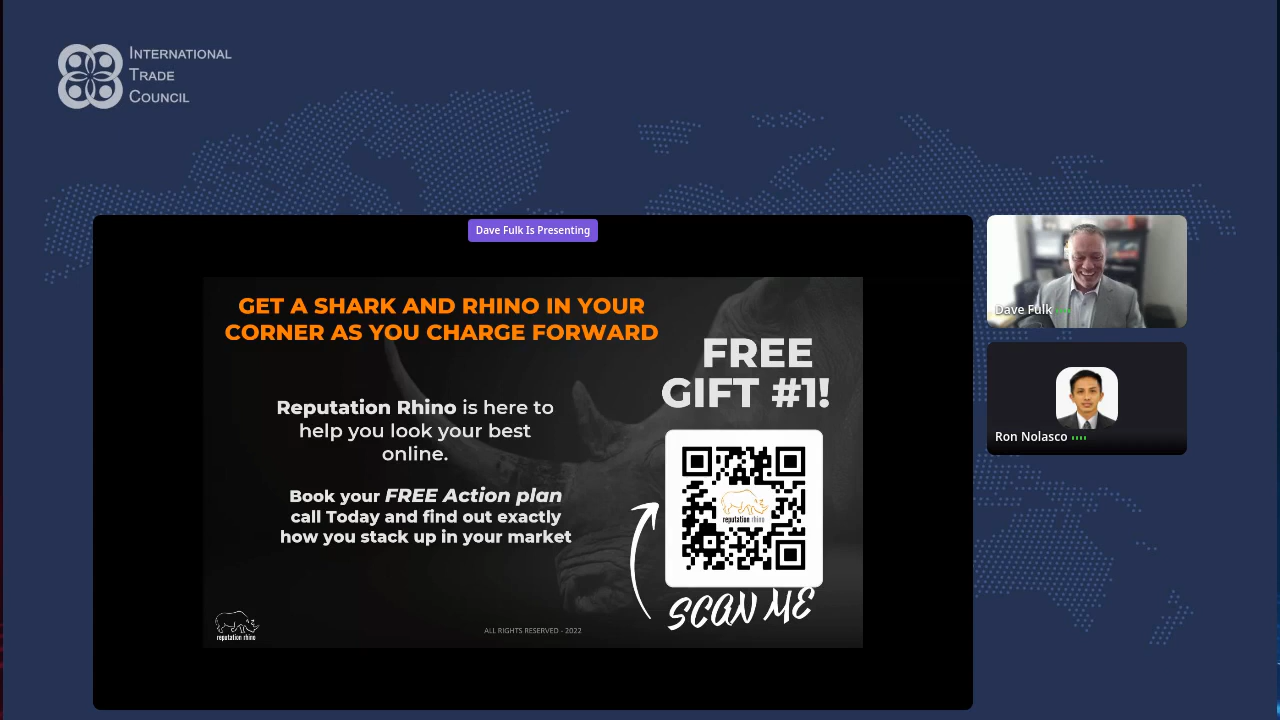 INTERNATIONAL
TRADE
COUNCIL
Dave Fulk Is Presenting
GET A SHARK AND RHINO IN YOUR
CORNER AS YOU CHARGE FORWARD
FREE
GIFT #1!
Reputation Rhino is here to
help you look your best
online.
Book your FREE Action plan
call Today and find out exactly
how you stack up in your market
reputation rhino
SCAN ME
reputation rhino
ALL RIGHTS RESERVED - 2022
Dave Fulk
Ron Nolasco